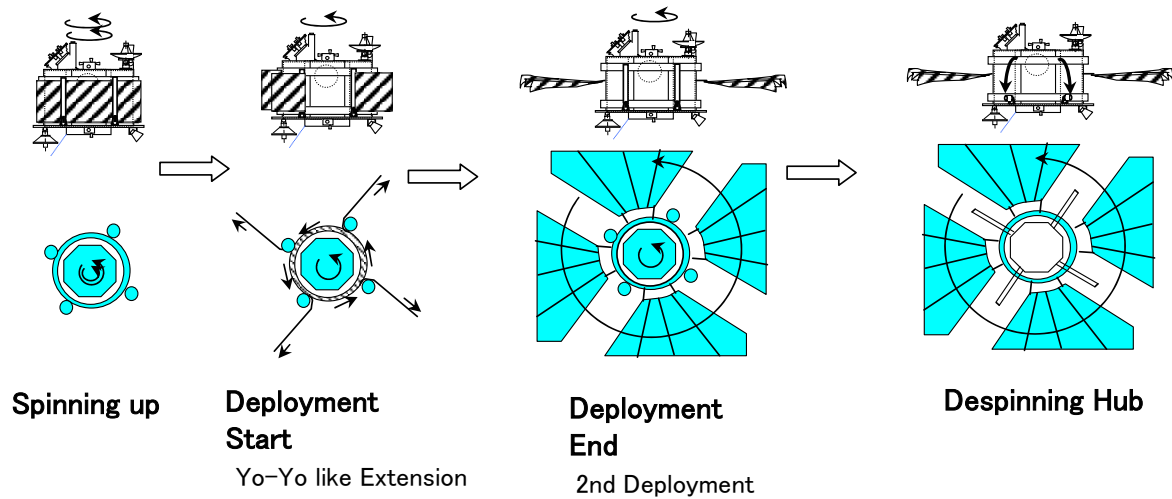 Spinning up
Deployment
Start
Yo-Yo like Extension
Deployment
End
2nd Deployment
Despinning Hub